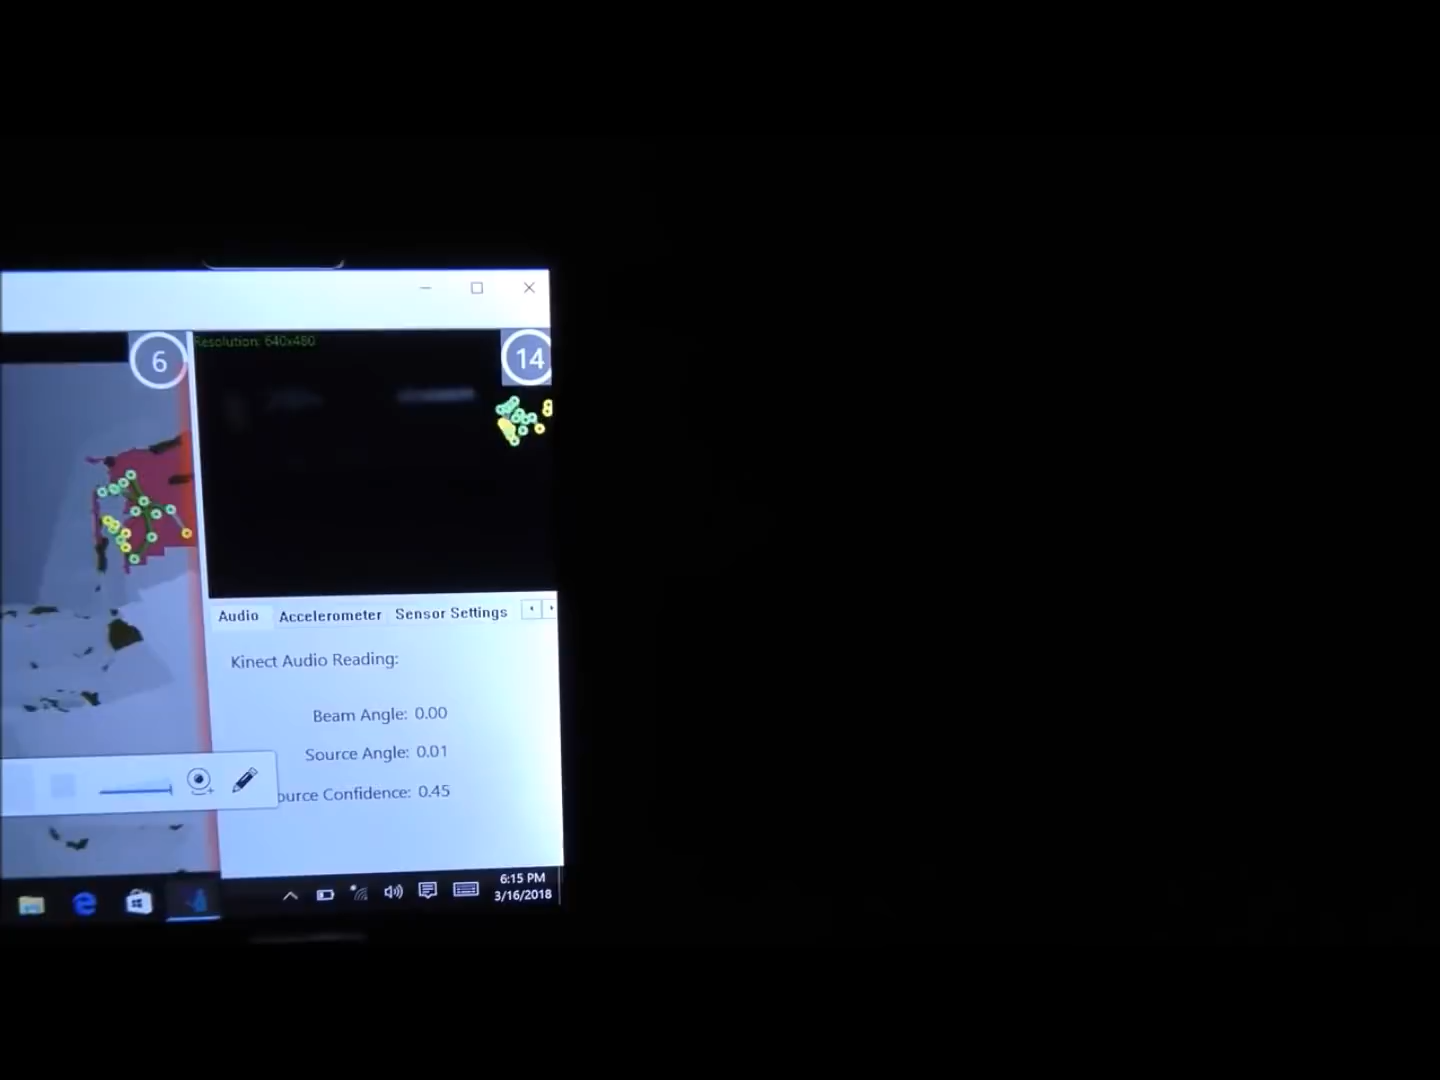 6
Resolution: 640x480
14
Audio Accelerometer Sensor Settings
Kinect Audio Reading:
Beam Angle: 0.00
Source Angle: 0.01
ource Confidence: 0.45
6:15 PM
3/16/2018